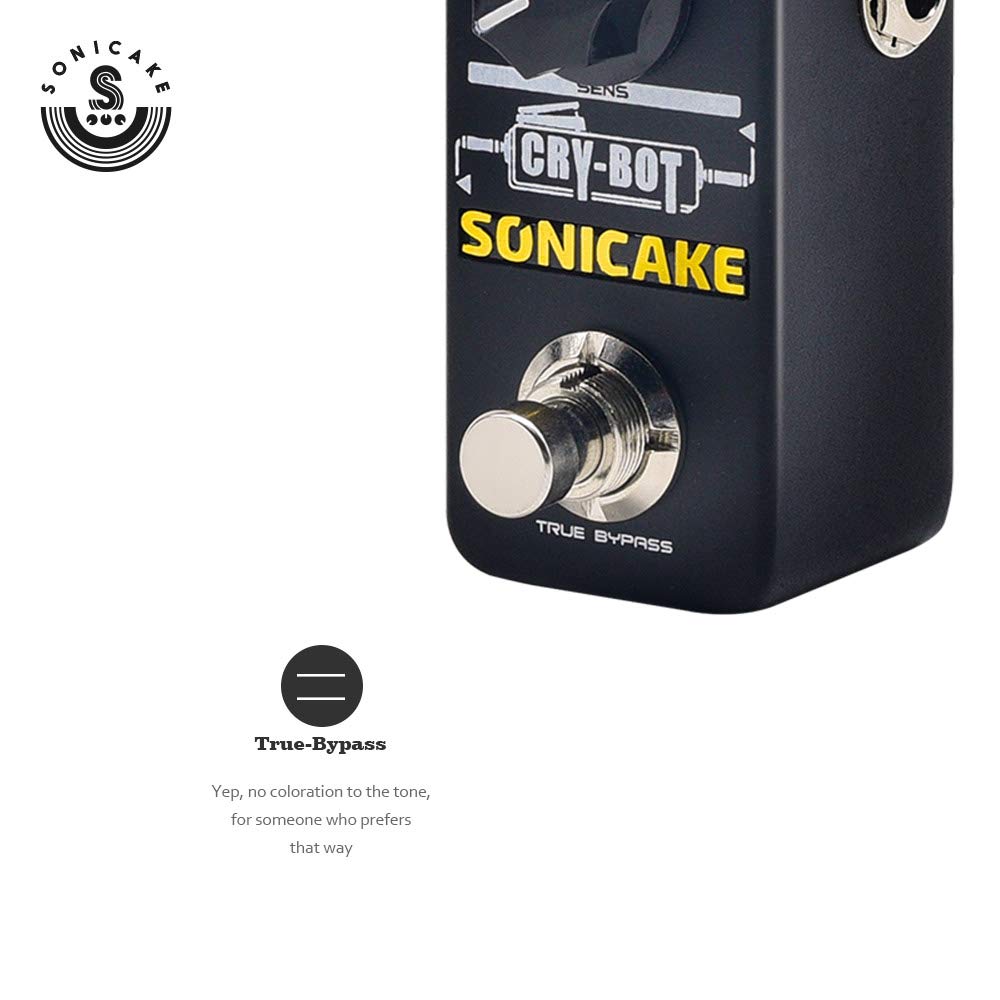 SONICAKE
S
SENS
CRY-BOT
SONICAKE
TRUE BYPASS
True-Bypass
Yep, no coloration to the tone,
for someone who prefers
that way